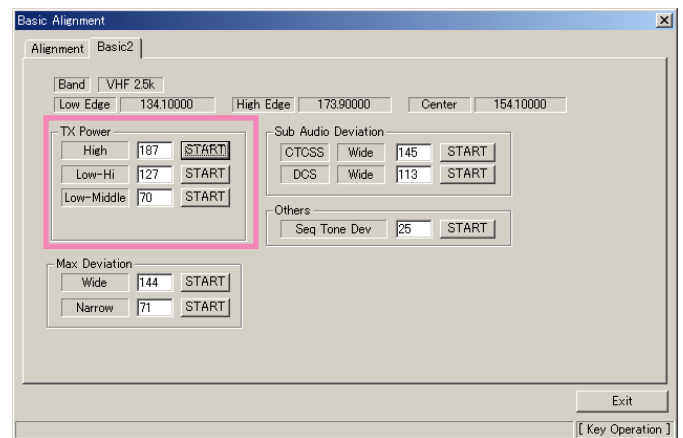 Basic Alignment
Alignment Basic2
Band VHF 2.5k
Low Edge 134.10000 High Edge 173.90000 Center 154.10000
TX Power
High 187 START
Low-Hi 127 START
Low-Middle 70 START
Sub Audio Deviation
CTCSS Wide 145 START
DCS Wide 113 START
Others
Seq Tone Dev 25 START
Max Deviation
Wide 144 START
Narrow 71 START
Exit
[ Key Operation ]